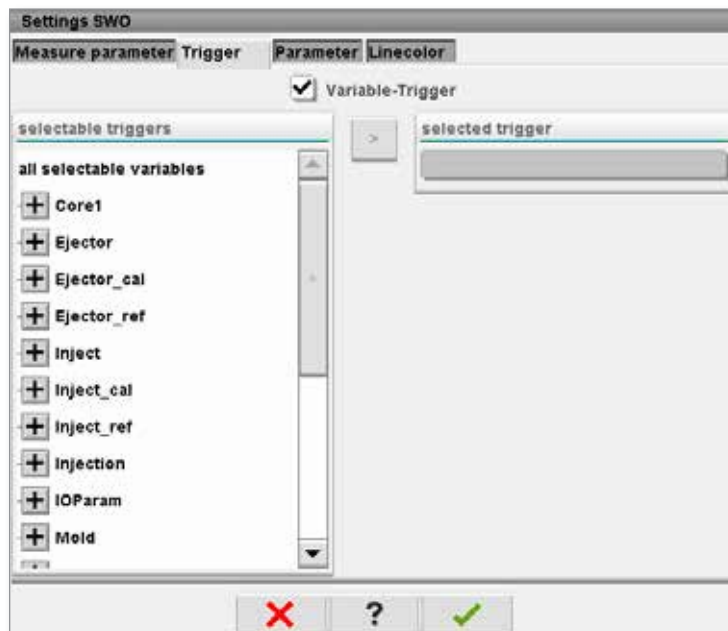 Settings SWO
Measure parameter Trigger Parameter Linecolor
Variable-Trigger
selectable triggers > selected trigger
all selectable variables
Core1
Ejector
Ejector_cal
Ejector_ref
Inject
Inject_cal
Inject_ref
Injection
IOParam
Mold
?